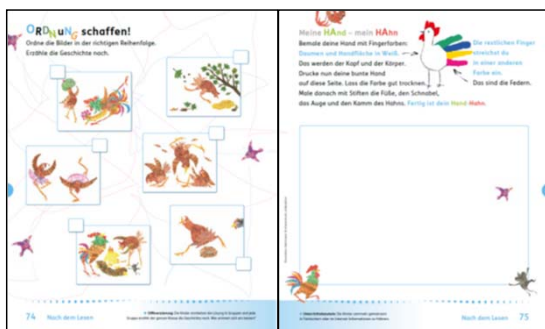 ORDNUNG schaffen!
Ordne die Bilder in der richtigen Reihenfolge.
Erzähle die Geschichte nach.
74 Nach dem Lesen
Meine HAnd – mein HAhn
Bemale deine Hand mit Fingerfarben:
Daumen und Handfläche in Weiß.
Das werden der Kopf und der Körper.
Drucke nun deine bunte Hand
auf diese Seite. Lass die Farbe gut trocknen.
Male danach mit Stiften die Füße, den Schnabel,
das Auge und den Kamm des Hahns. Fertig ist dein Hand-Hahn.
Die restlichen Finger
streichst du
in einer anderen
Farbe ein.
Das sind die Federn.
Nach dem Lesen 75